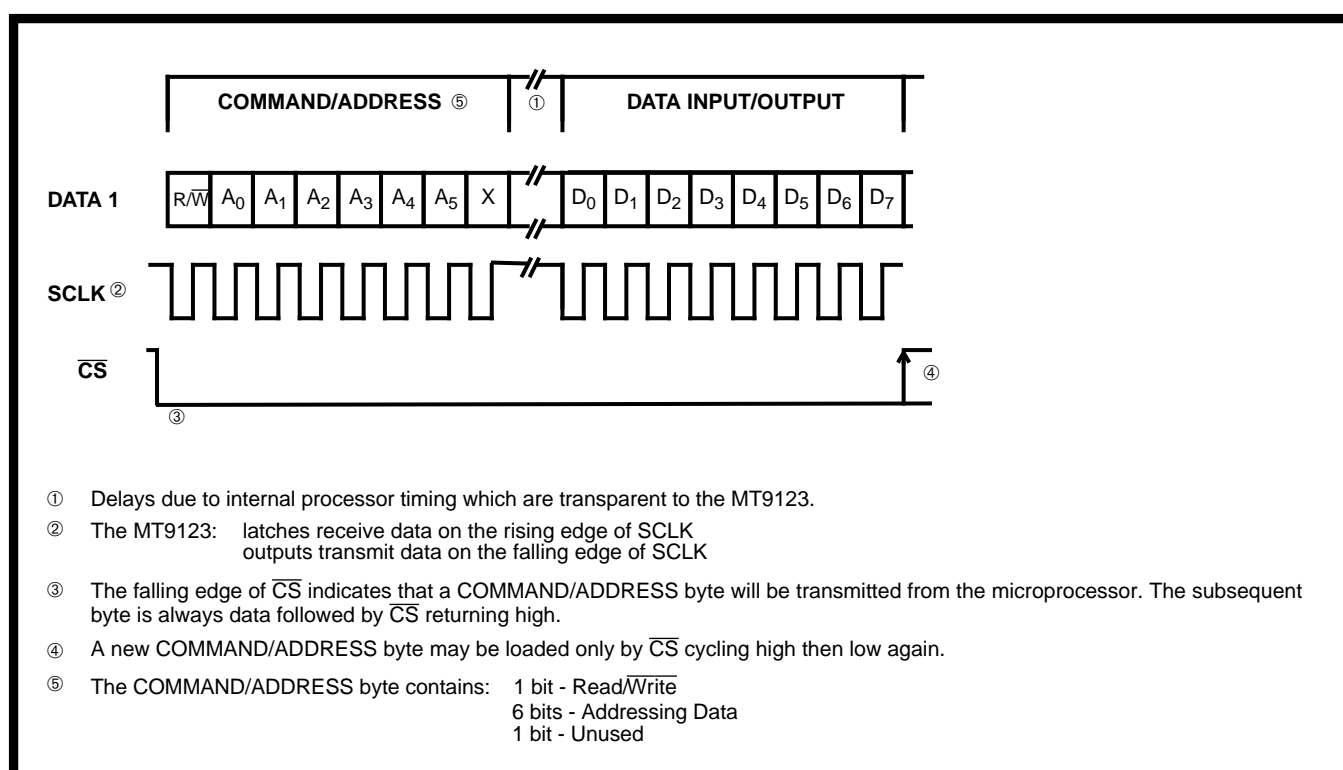 COMMAND/ADDRESS ⑤ ① DATA INPUT/OUTPUT
DATA 1 R/W̅ A₀ A₁ A₂ A₃ A₄ A₅ X D₀ D₁ D₂ D₃ D₄ D₅ D₆ D₇
SCLK ②
C̅S̅
③
④
① Delays due to internal processor timing which are transparent to the MT9123.
② The MT9123: latches receive data on the rising edge of SCLK
outputs transmit data on the falling edge of SCLK
③ The falling edge of C̅S̅ indicates that a COMMAND/ADDRESS byte will be transmitted from the microprocessor. The subsequent
byte is always data followed by C̅S̅ returning high.
④ A new COMMAND/ADDRESS byte may be loaded only by C̅S̅ cycling high then low again.
⑤ The COMMAND/ADDRESS byte contains: 1 bit - Read/W̅r̅i̅t̅e̅
6 bits - Addressing Data
1 bit - Unused